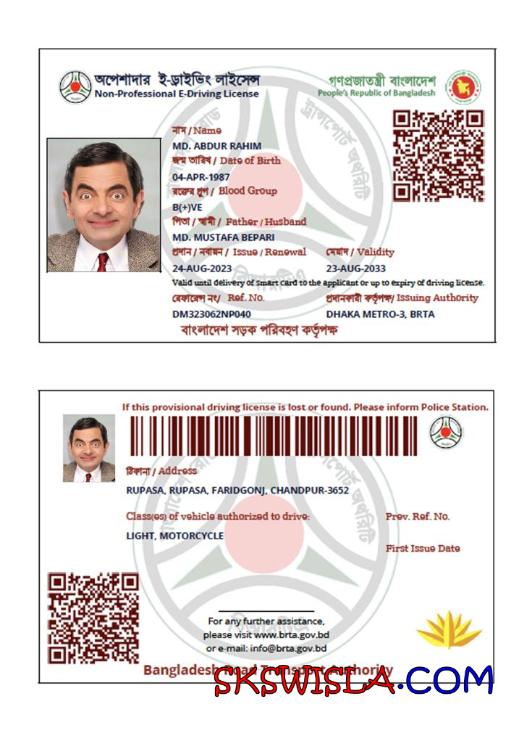 অপেশাদার ই-ড্রাইভিং লাইসেন্স
Non-Professional E-Driving License
গণপ্রজাতন্ত্রী বাংলাদেশ
People's Republic of Bangladesh
নাম / Name
MD. ABDUR RAHIM
জন্ম তারিখ / Date of Birth
04-APR-1987
রক্তের গ্রুপ / Blood Group
B(+)VE
পিতা / স্বামী / Father / Husband
MD. MUSTAFA BEPARI
প্রদান / নবায়ন / Issue / Renewal মেয়াদ / Validity
24-AUG-2023 23-AUG-2033
Valid until delivery of Smart Card to the applicant or up to expiry of driving license.
রেফারেন্স নং/ Ref. No. প্রদানকারী কর্তৃপক্ষ/ Issuing Authority
DM323062NP040 DHAKA METRO-3, BRTA
বাংলাদেশ সড়ক পরিবহণ কর্তৃপক্ষ
If this provisional driving license is lost or found. Please inform Police Station.
ঠিকানা / Address
RUPASA, RUPASA, FARIDGONJ, CHANDPUR-3652
Class(es) of vehicle authorized to drive: Prev. Ref. No.
LIGHT, MOTORCYCLE
First Issue Date
For any further assistance,
please visit www.brta.gov.bd
or e-mail: info@brta.gov.bd
Bangladesh Road Transport Authority
SKSWISLA.COM